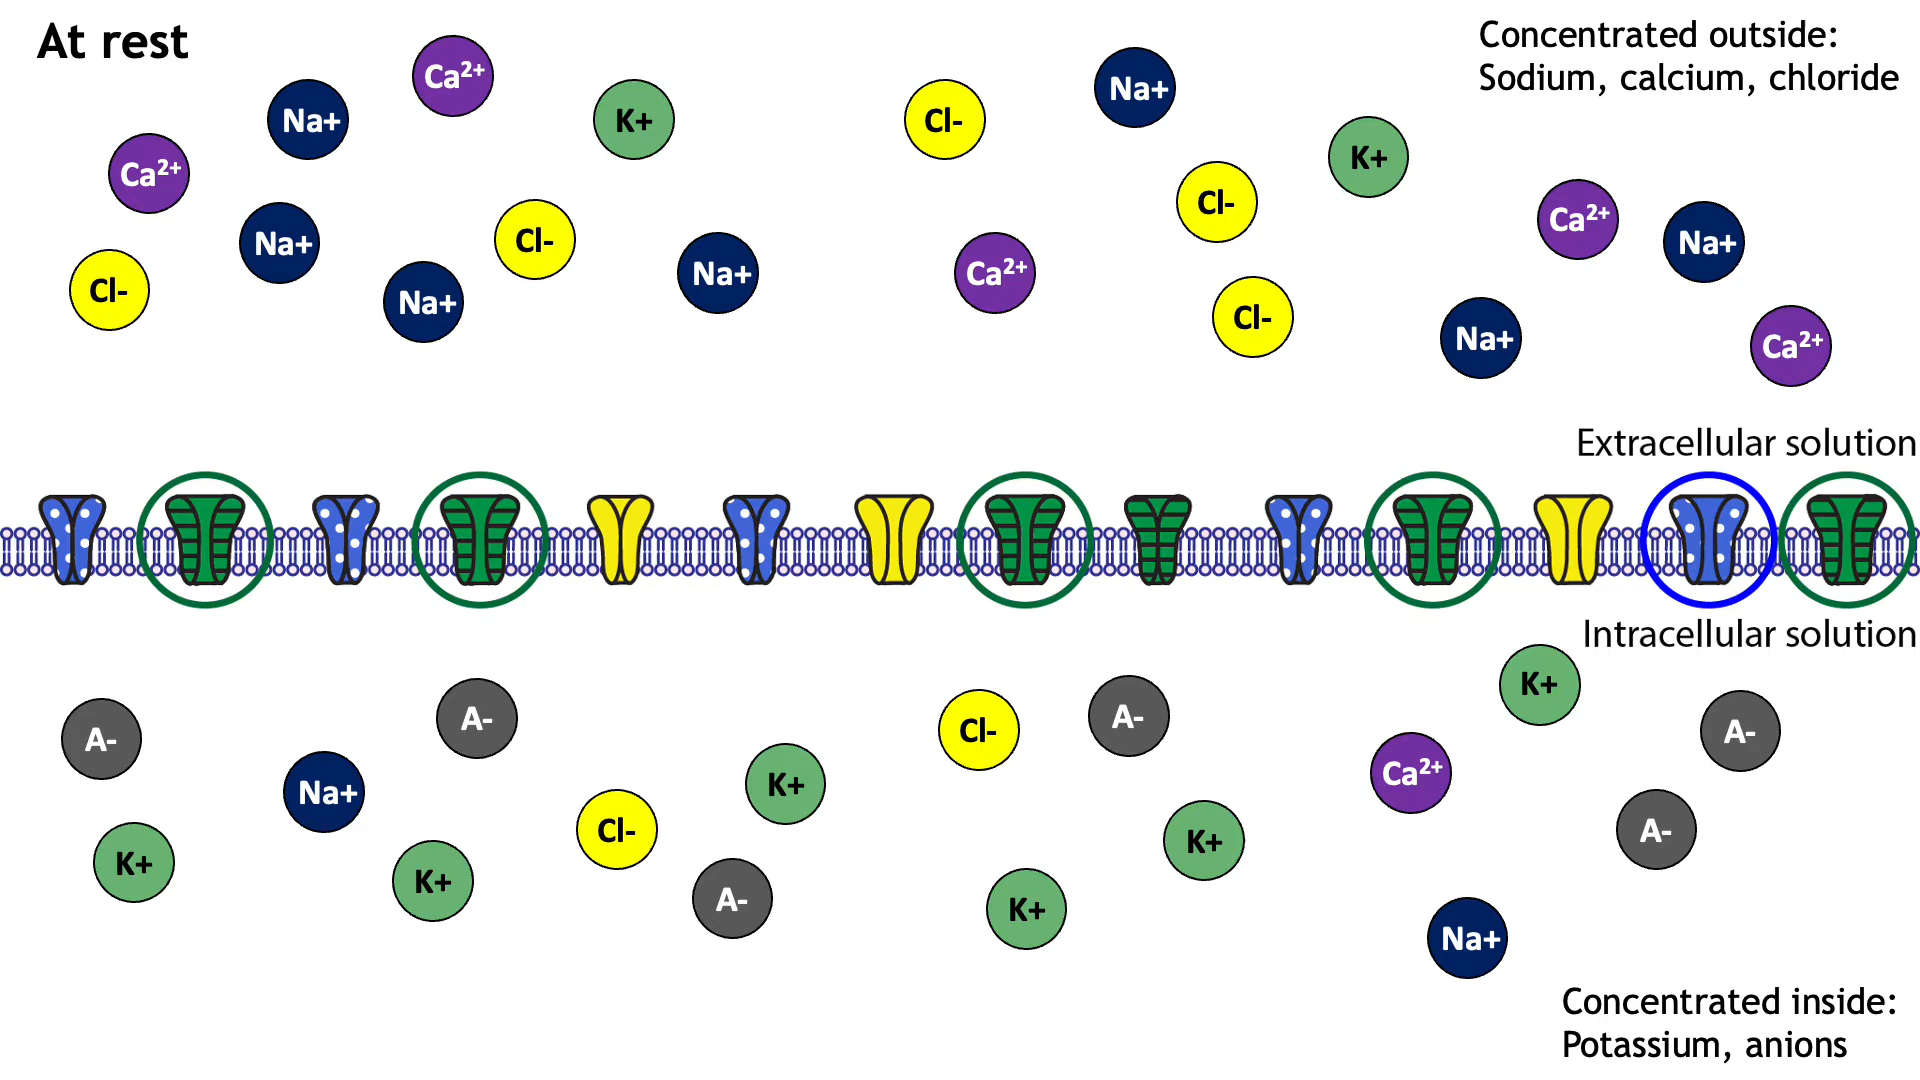 At rest
Concentrated outside:
Sodium, calcium, chloride
Ca²⁺
Na+
Na+
K+
Cl-
K+
Ca²⁺
Cl-
Ca²⁺
Na+
Na+
Cl-
Cl-
Na+
Na+
Ca²⁺
Cl-
Na+
Ca²⁺
Extracellular solution
Intracellular solution
K+
A-
A-
Cl-
A-
A-
Na+
K+
Ca²⁺
Cl-
K+
A-
K+
K+
A-
K+
Na+
Concentrated inside:
Potassium, anions